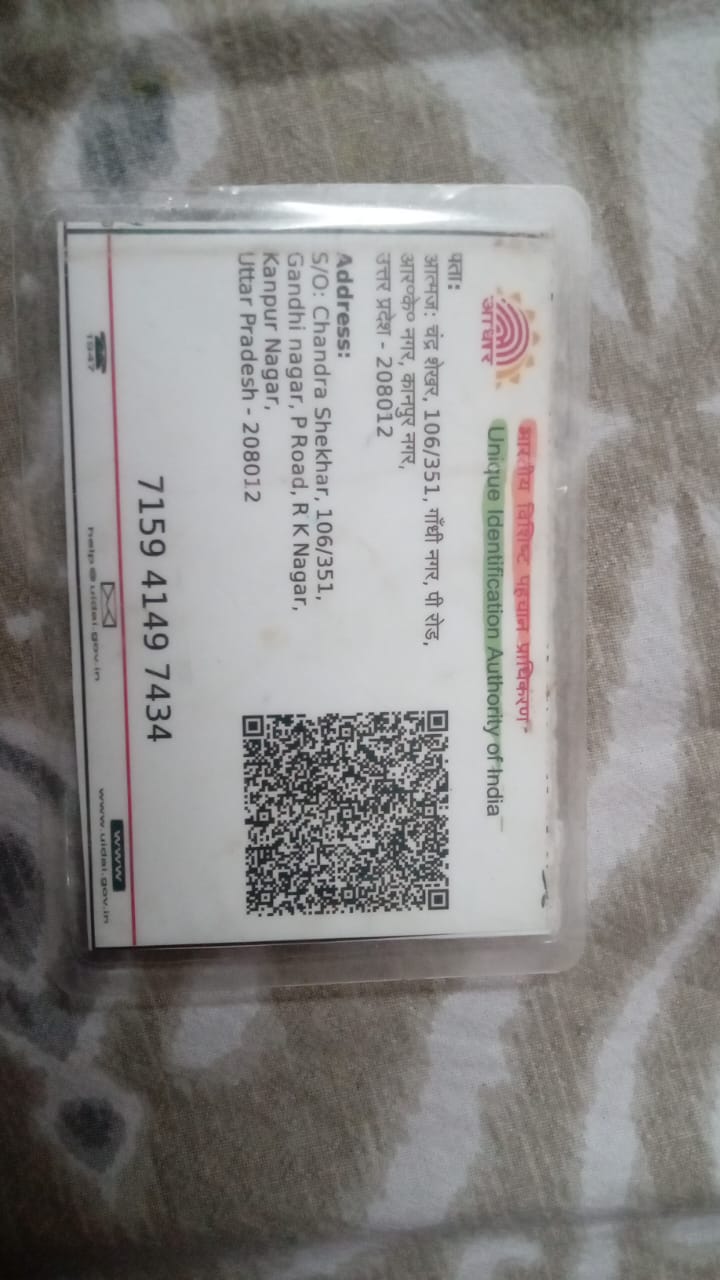 भारतीय विशिष्ट पहचान प्राधिकरण
Unique Identification Authority of India
आधार
पता:
आत्मज: चंद्र शेखर, 106/351, गाँधी नगर, पी रोड,
आर०के० नगर, कानपुर नगर,
उत्तर प्रदेश - 208012
Address:
S/O: Chandra Shekhar, 106/351,
Gandhi nagar, P Road, R K Nagar,
Kanpur Nagar,
Uttar Pradesh - 208012
7159 4149 7434
1947
help@uidai.gov.in
www
www.uidai.gov.in